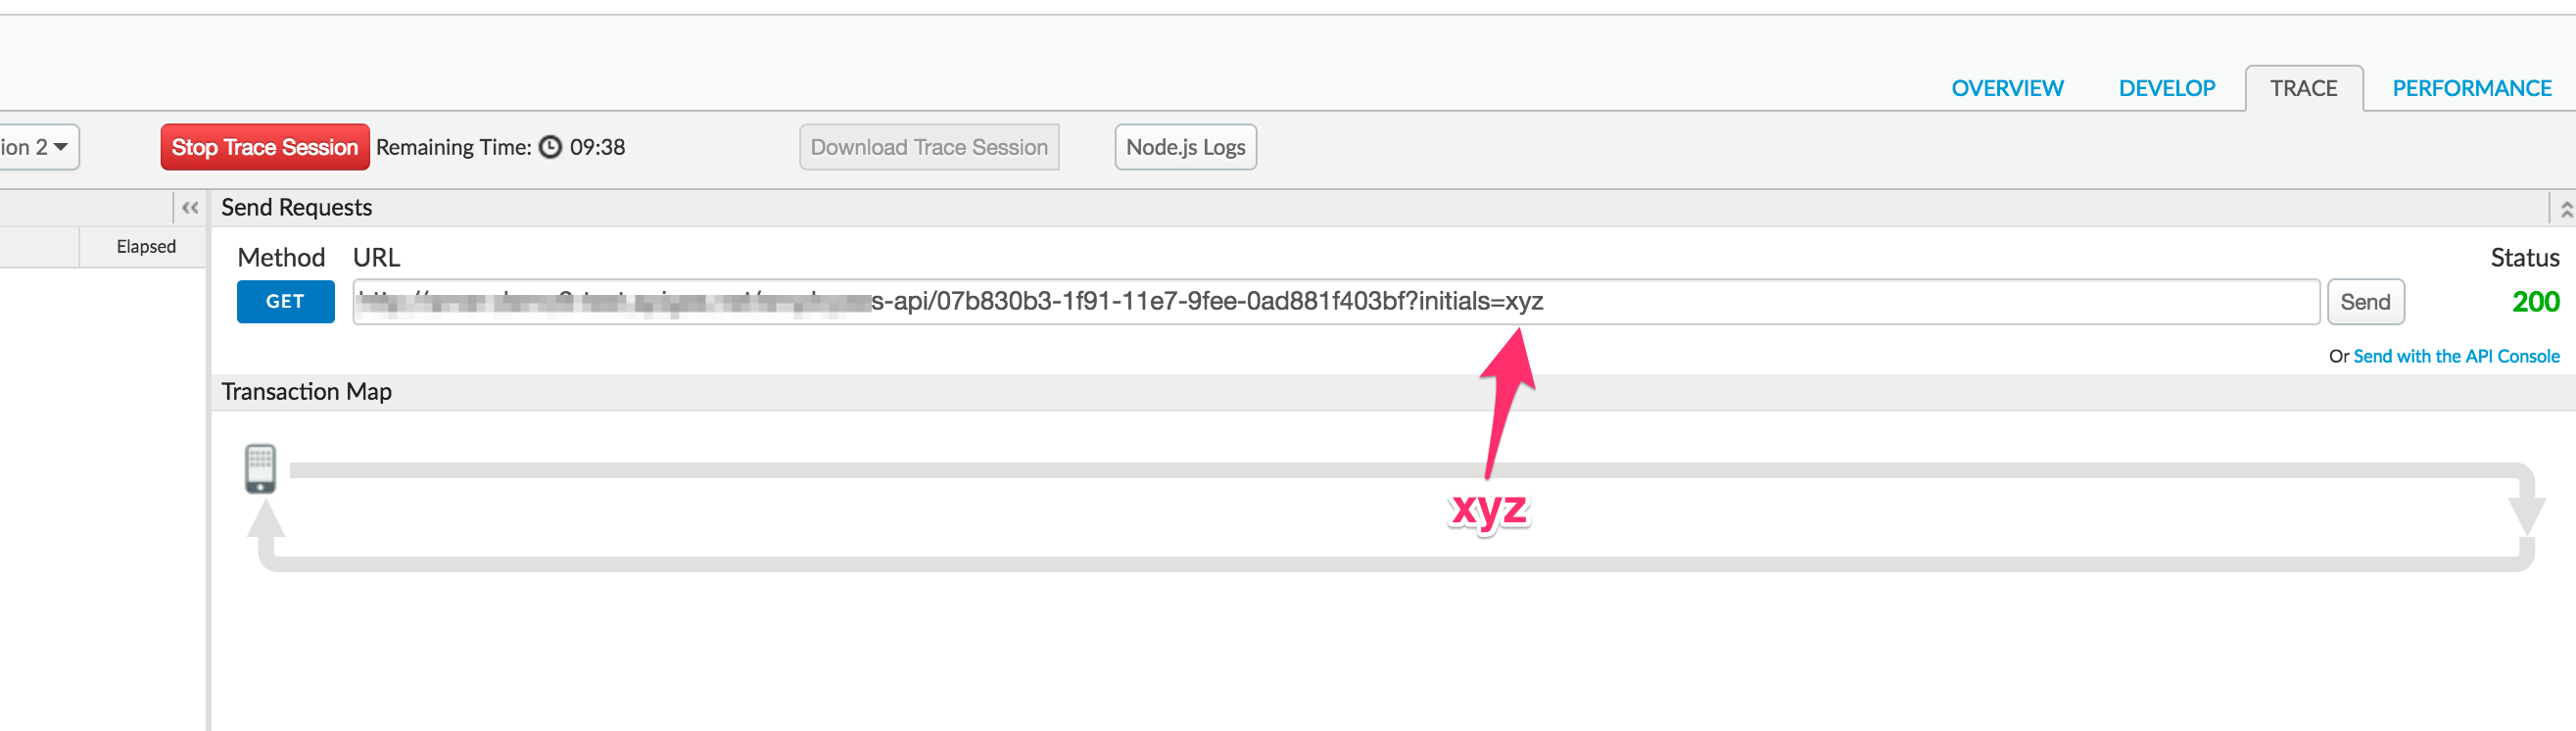 OVERVIEW DEVELOP TRACE PERFORMANCE
ion 2 Stop Trace Session Remaining Time: 09:38 Download Trace Session Node.js Logs
Send Requests
Elapsed
Method URL Status
GET s-api/07b830b3-1f91-11e7-9fee-0ad881f403bf?initials=xyz Send 200
Or Send with the API Console
Transaction Map
xyz